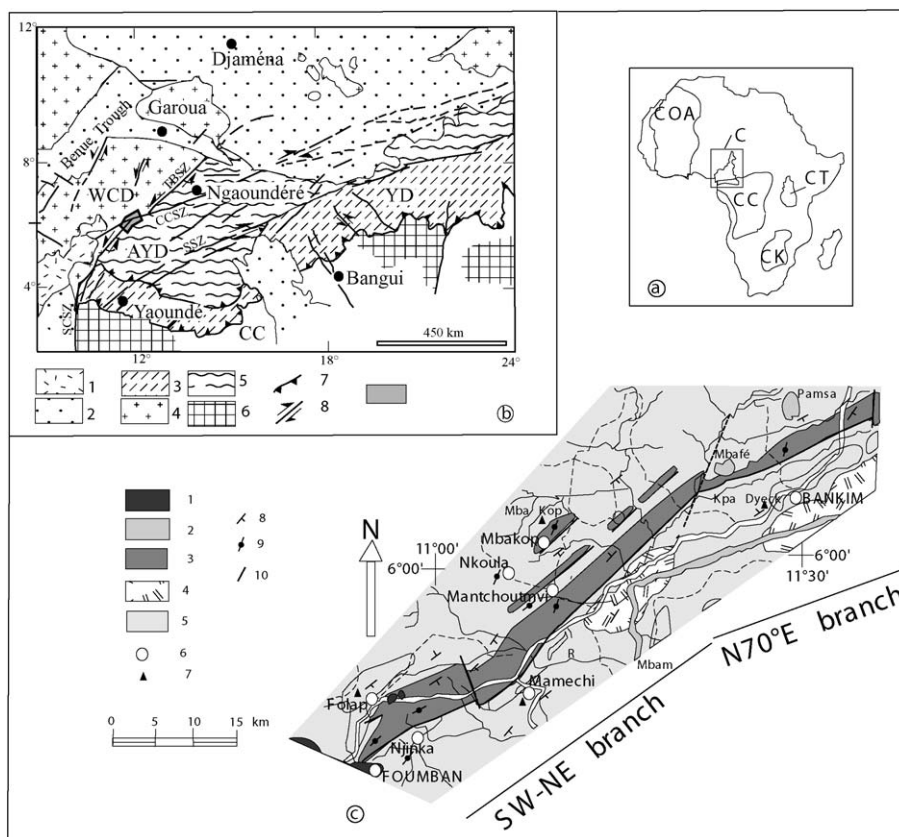 12°
Djaména
Garoua
Benue Trough
8°
TBSZ
WCD
Ngaoundéré
CCSZ
YD
AYD
SSZ
Bangui
4°
Yaoundé
SCSZ
CC
450 km
12° 18° 24°
1 3 5 7
2 4 6 8
b
COA
C
CT
CC
CK
a
1
2
3
4
5
6
7
8
9
10
0 5 10 15 km
N
11°00'
6°00'
Pamsa
Mbafé
Kpa Dyeck
BANKIM
Mba Kop
Mbakop
Nkoula
Mantchoutmvi
6°00'
11°30'
R
Mbam
Mamechi
Folap
Njinka
FOUMBAN
N70°E branch
SW-NE branch
c